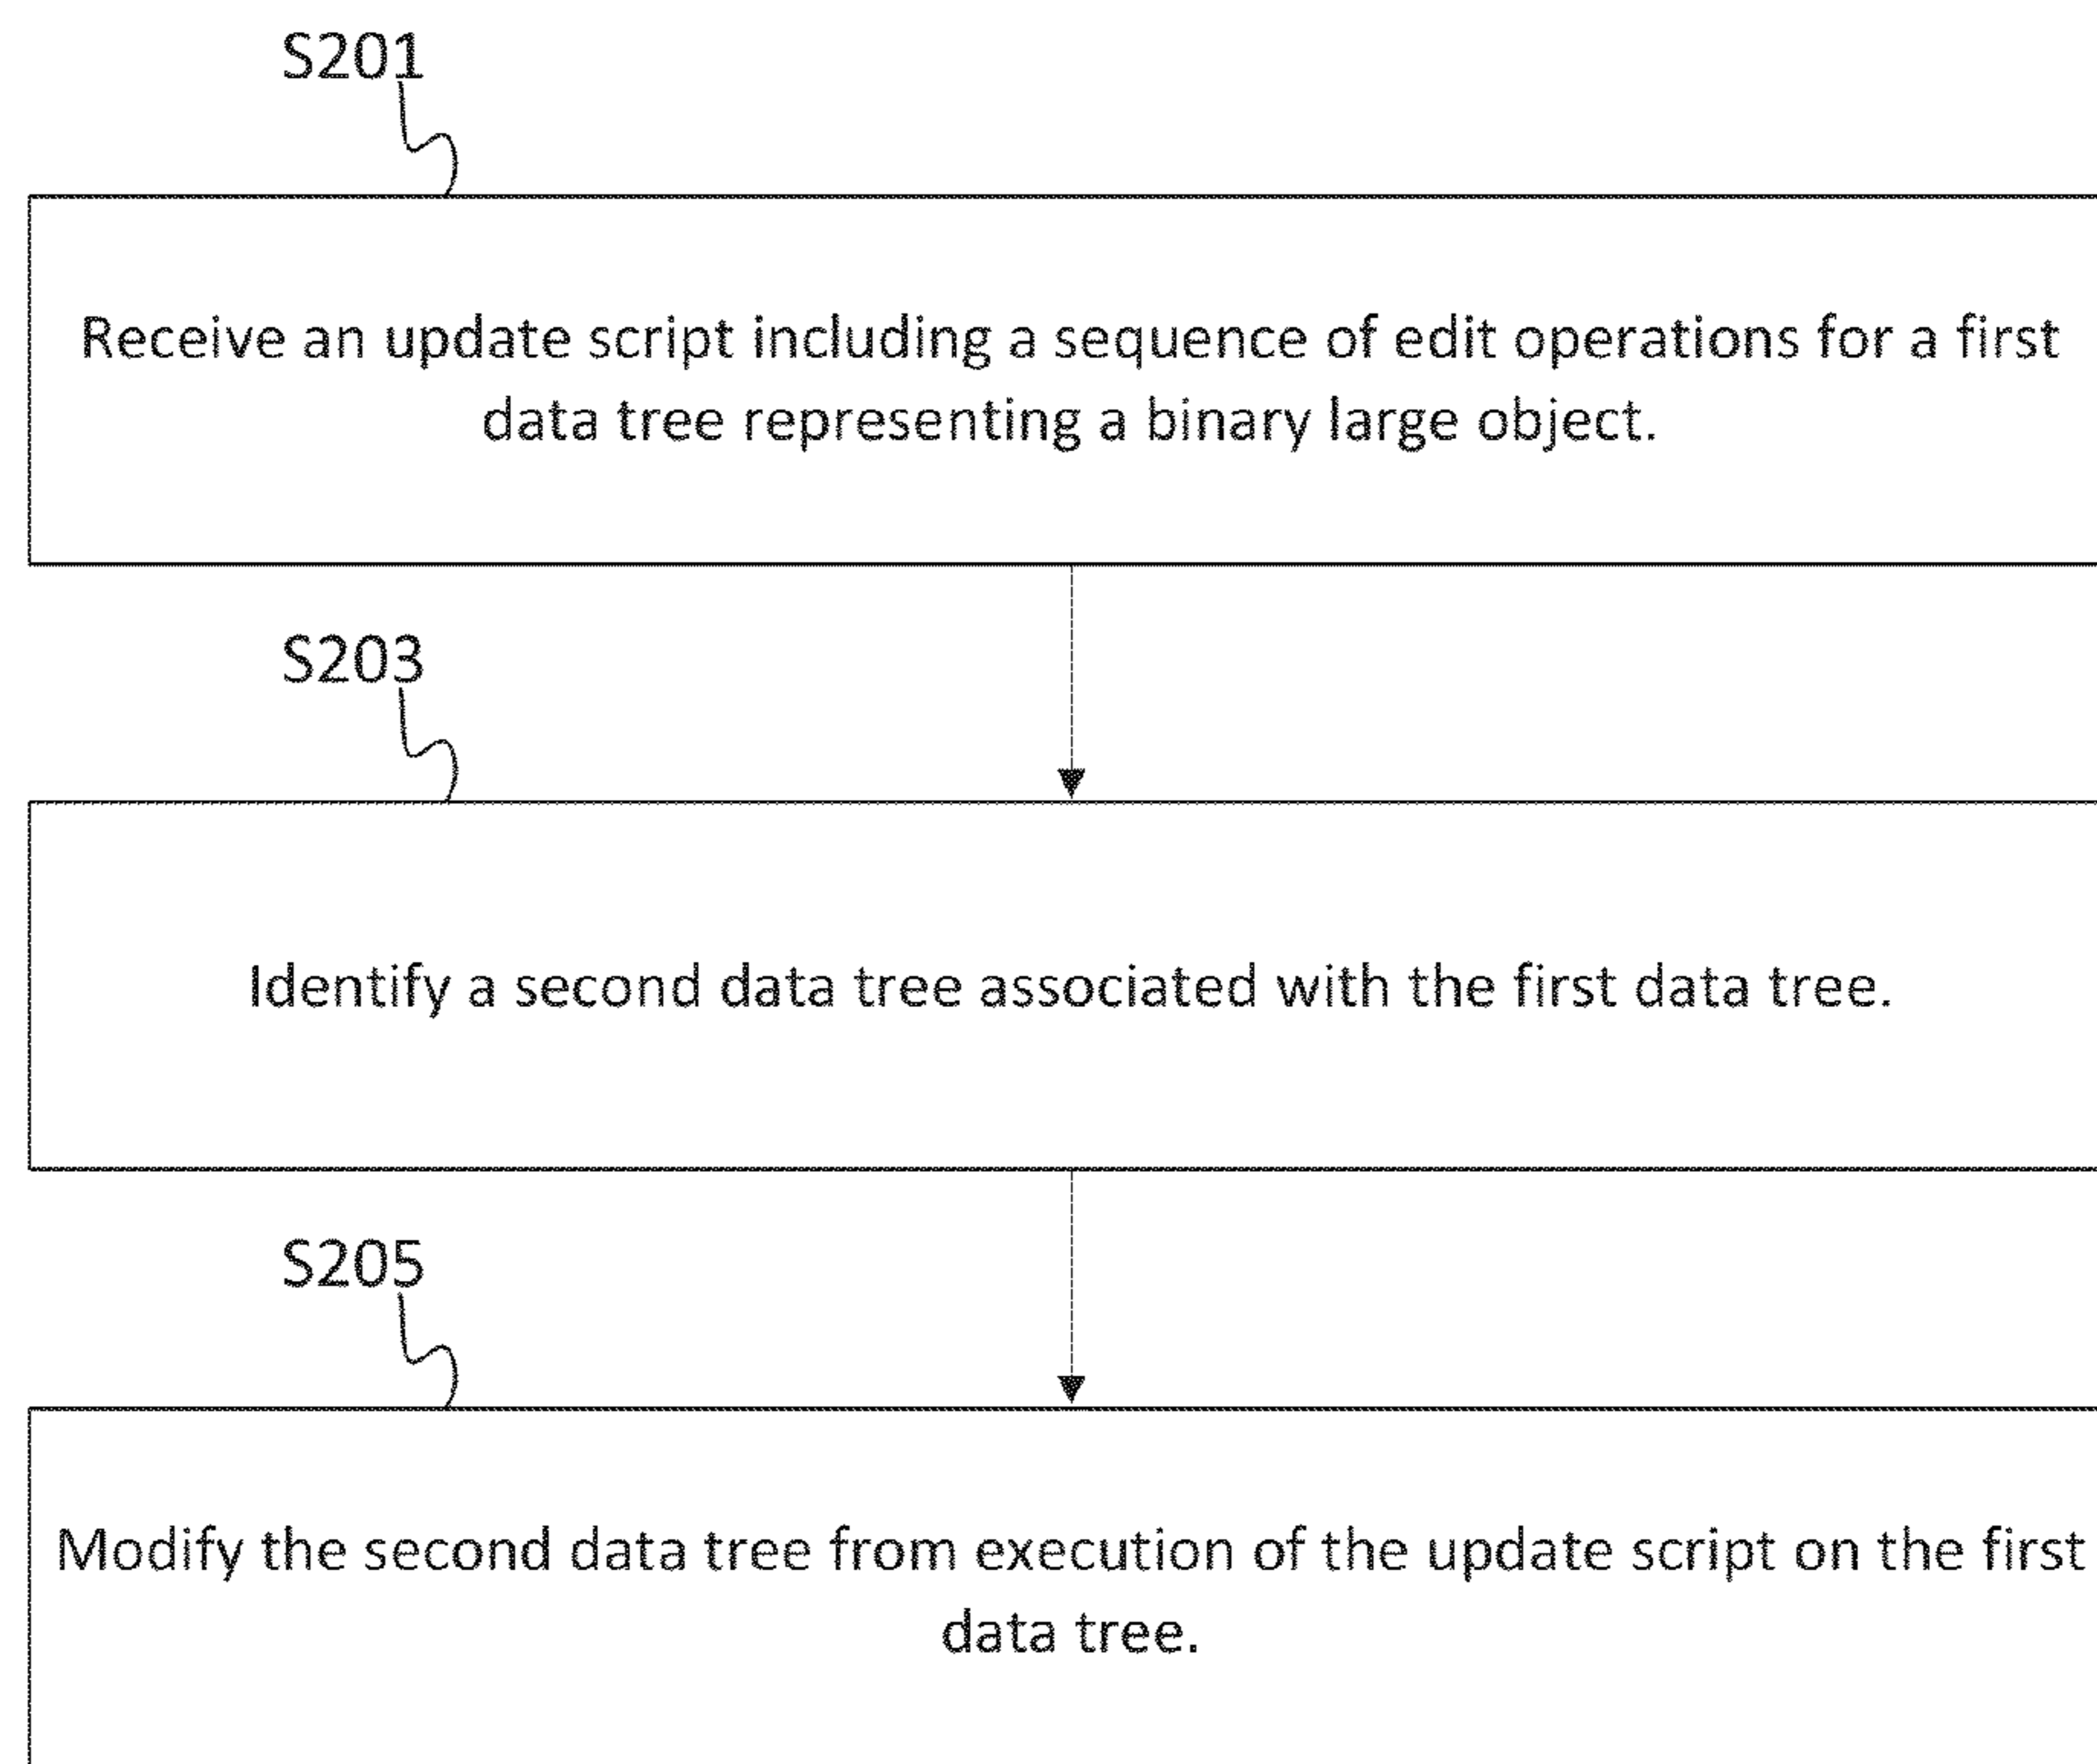 S201
Receive an update script including a sequence of edit operations for a first
data tree representing a binary large object.
S203
Identify a second data tree associated with the first data tree.
S205
Modify the second data tree from execution of the update script on the first
data tree.